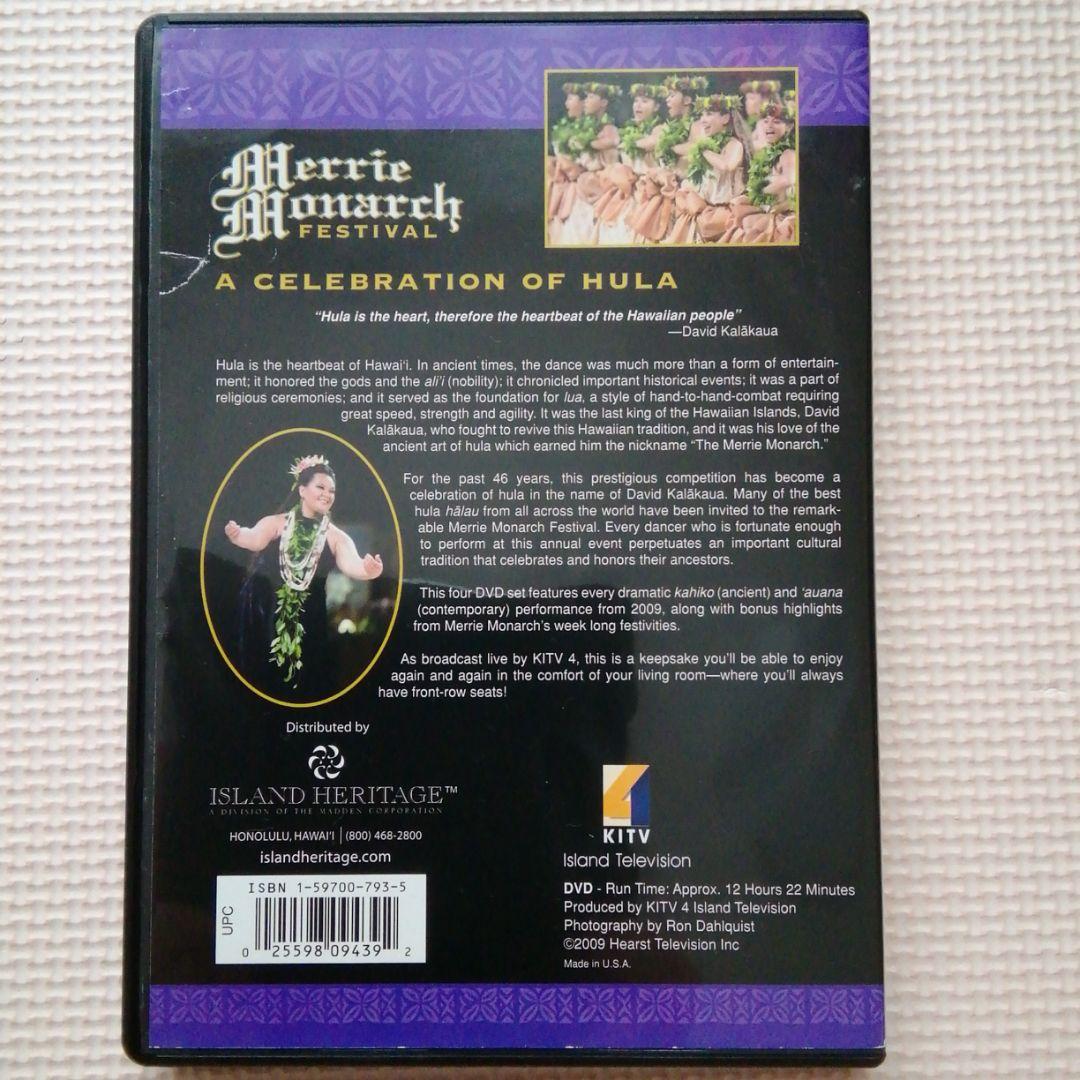 Merrie
Monarch
FESTIVAL
A CELEBRATION OF HULA
“Hula is the heart, therefore the heartbeat of the Hawaiian people”
—David Kalākaua
Hula is the heartbeat of Hawai‘i. In ancient times, the dance was much more than a form of entertain-
ment; it honored the gods and the ali‘i (nobility); it chronicled important historical events; it was a part of
religious ceremonies; and it served as the foundation for lua, a style of hand-to-hand-combat requiring
great speed, strength and agility. It was the last king of the Hawaiian Islands, David
Kalākaua, who fought to revive this Hawaiian tradition, and it was his love of the
ancient art of hula which earned him the nickname “The Merrie Monarch.”
For the past 46 years, this prestigious competition has become a
celebration of hula in the name of David Kalākaua. Many of the best
hula hālau from all across the world have been invited to the remark-
able Merrie Monarch Festival. Every dancer who is fortunate enough
to perform at this annual event perpetuates an important cultural
tradition that celebrates and honors their ancestors.
This four DVD set features every dramatic kahiko (ancient) and ‘auana
(contemporary) performance from 2009, along with bonus highlights
from Merrie Monarch’s week long festivities.
As broadcast live by KITV 4, this is a keepsake you’ll be able to enjoy
again and again in the comfort of your living room—where you’ll always
have front-row seats!
Distributed by
ISLAND HERITAGE™
A DIVISION OF THE MADDEN CORPORATION
HONOLULU, HAWAI‘I | (800) 468-2800
islandheritage.com
ISBN 1-59700-793-5
UPC
0 25598 09439 2
4
KITV
Island Television
DVD - Run Time: Approx. 12 Hours 22 Minutes
Produced by KITV 4 Island Television
Photography by Ron Dahlquist
©2009 Hearst Television Inc
Made in U.S.A.